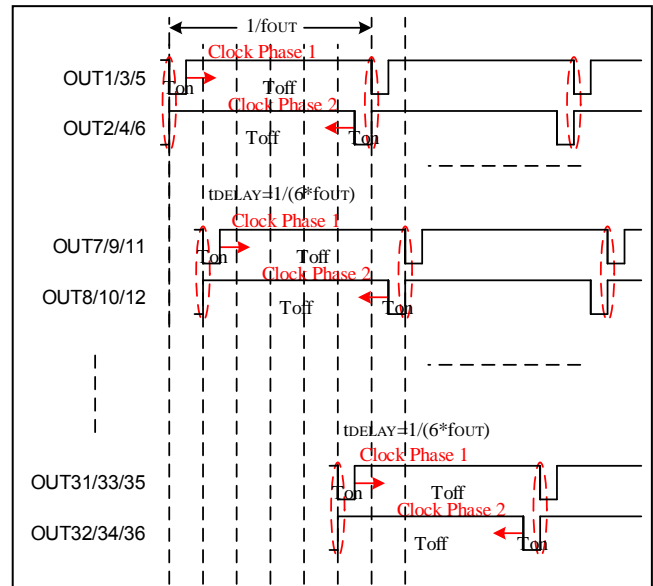 1/fOUT
Clock Phase 1
OUT1/3/5
Ton
Toff
Clock Phase 2
OUT2/4/6
Toff
Ton
tDELAY=1/(6*fOUT)
Clock Phase 1
OUT7/9/11
Ton
Toff
Clock Phase 2
OUT8/10/12
Toff
Ton
tDELAY=1/(6*fOUT)
Clock Phase 1
OUT31/33/35
Ton
Toff
Clock Phase 2
OUT32/34/36
Toff
Ton